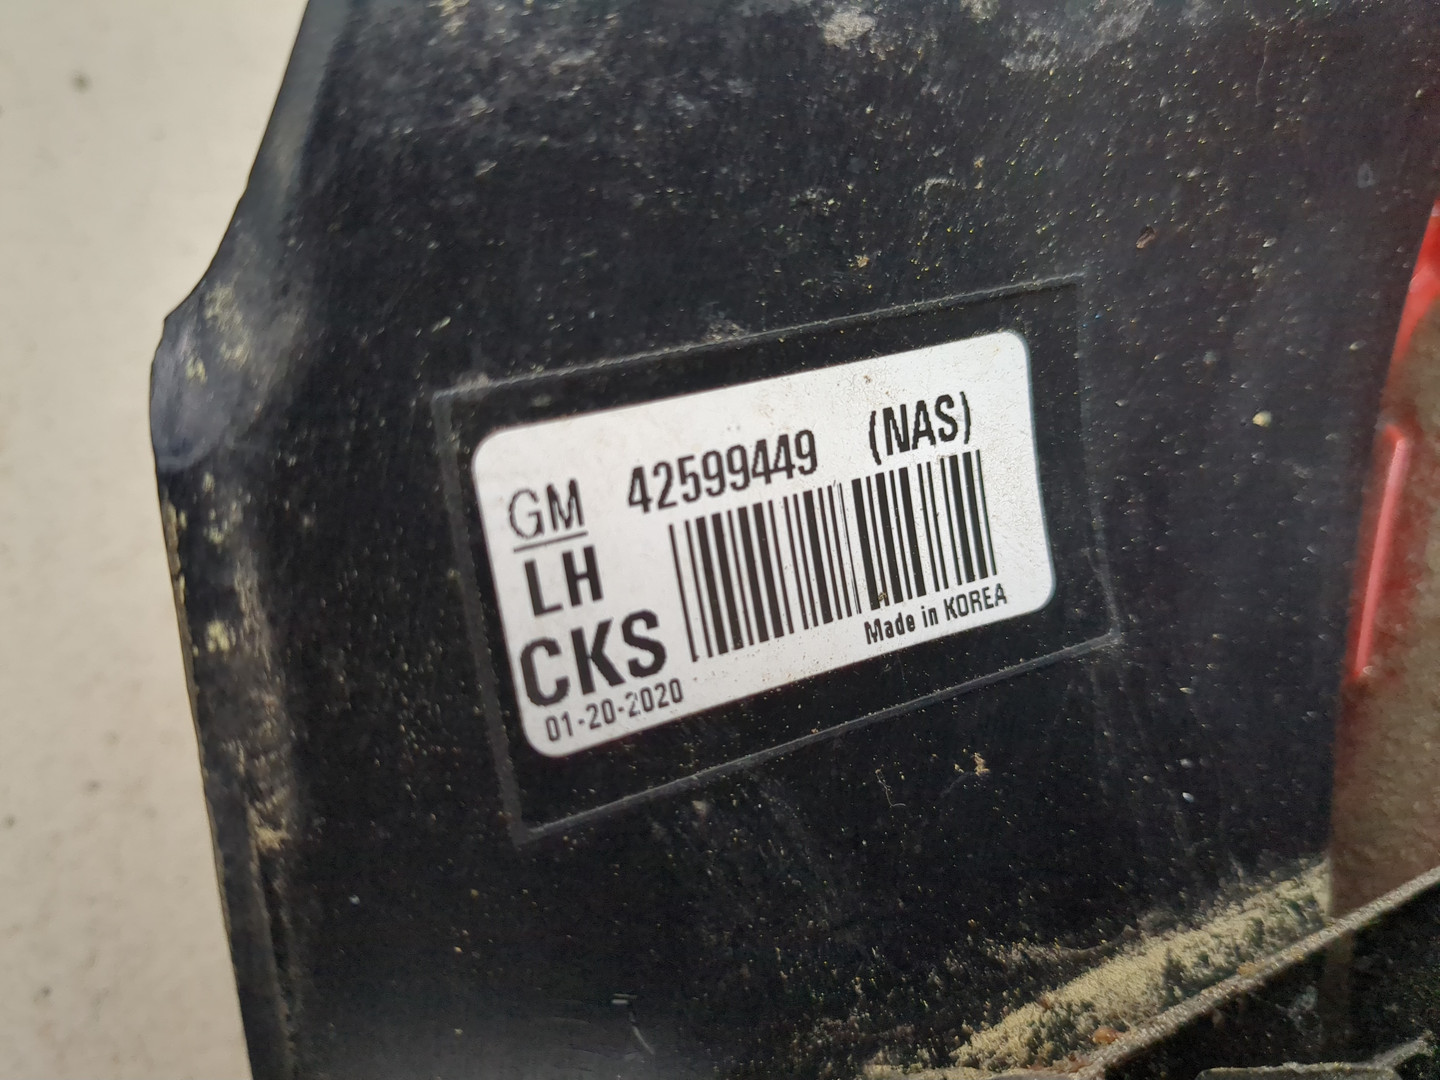 GM 42599449 (NAS)
LH
CKS
Made in KOREA
01-20-2020